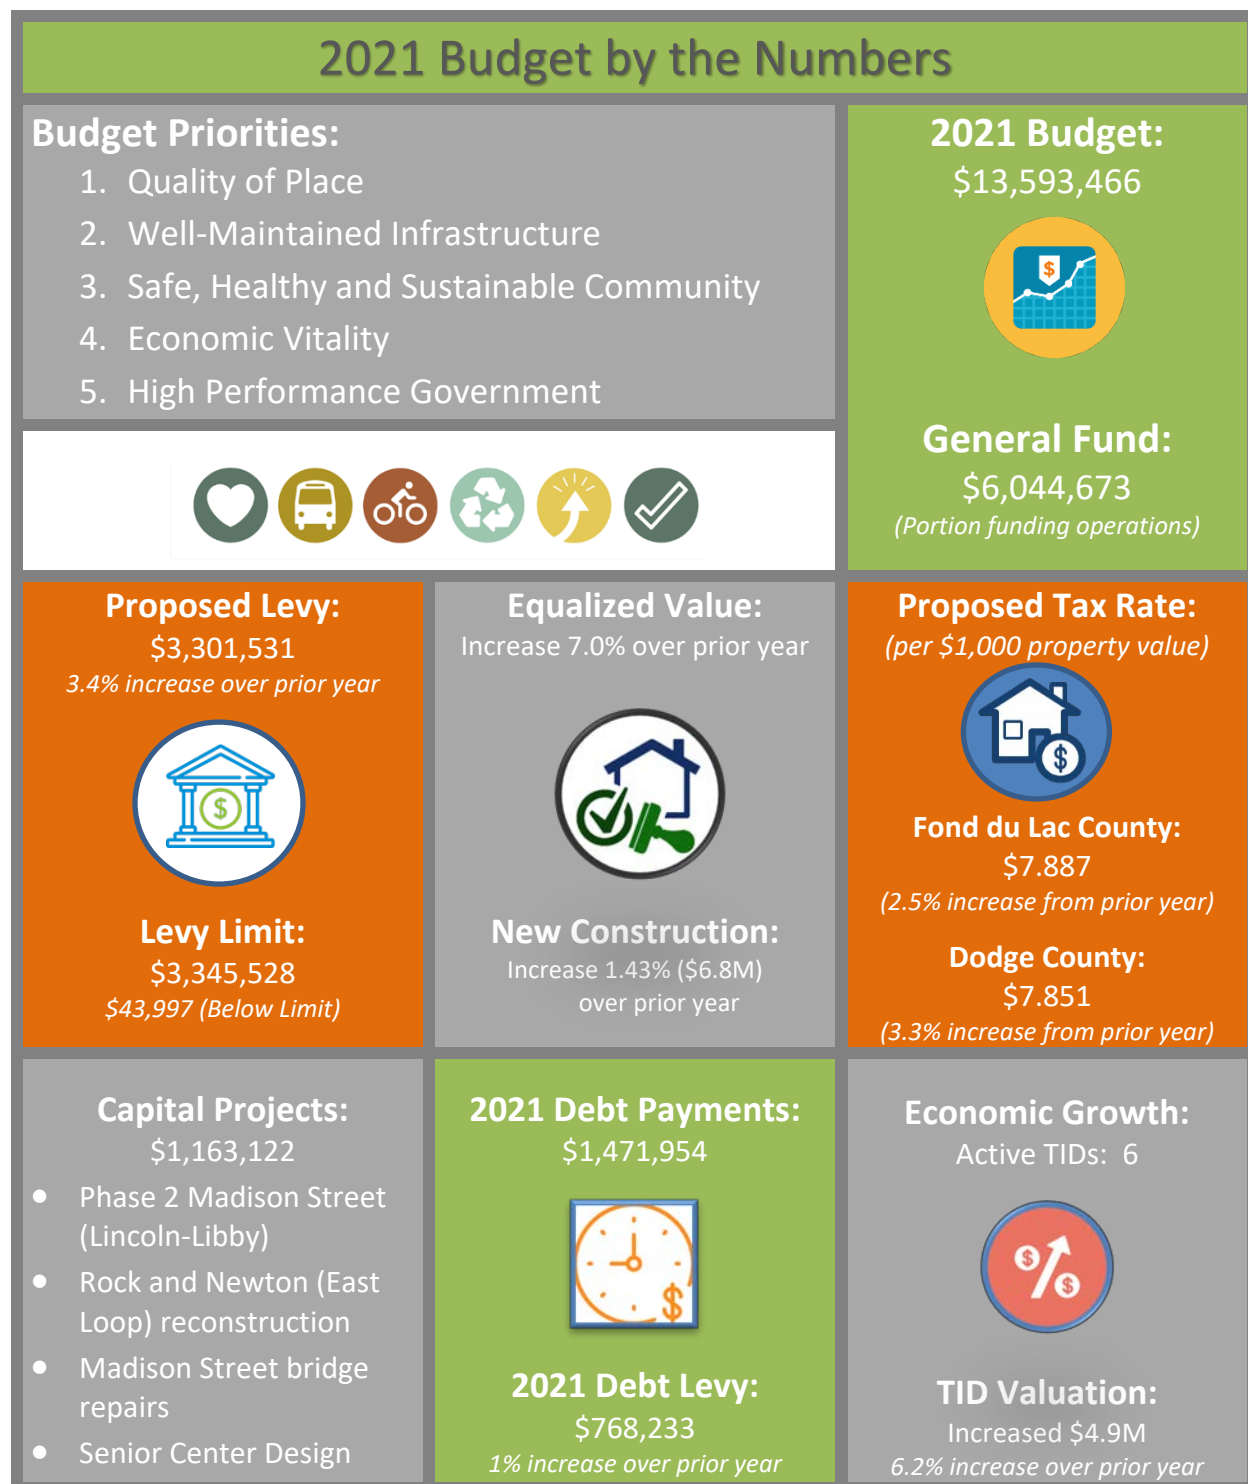 2021 Budget by the Numbers
Budget Priorities:
1. Quality of Place
2. Well-Maintained Infrastructure
3. Safe, Healthy and Sustainable Community
4. Economic Vitality
5. High Performance Government
2021 Budget:
$13,593,466
$
General Fund:
$6,044,673
(Portion funding operations)
Proposed Levy:
$3,301,531
3.4% increase over prior year
$
Levy Limit:
$3,345,528
$43,997 (Below Limit)
Equalized Value:
Increase 7.0% over prior year
New Construction:
Increase 1.43% ($6.8M)
over prior year
Proposed Tax Rate:
(per $1,000 property value)
$
Fond du Lac County:
$7.887
(2.5% increase from prior year)
Dodge County:
$7.851
(3.3% increase from prior year)
Capital Projects:
$1,163,122
• Phase 2 Madison Street
(Lincoln-Libby)
• Rock and Newton (East
Loop) reconstruction
• Madison Street bridge
repairs
• Senior Center Design
2021 Debt Payments:
$1,471,954
$
2021 Debt Levy:
$768,233
1% increase over prior year
Economic Growth:
Active TIDs: 6
$
$
TID Valuation:
Increased $4.9M
6.2% increase over prior year